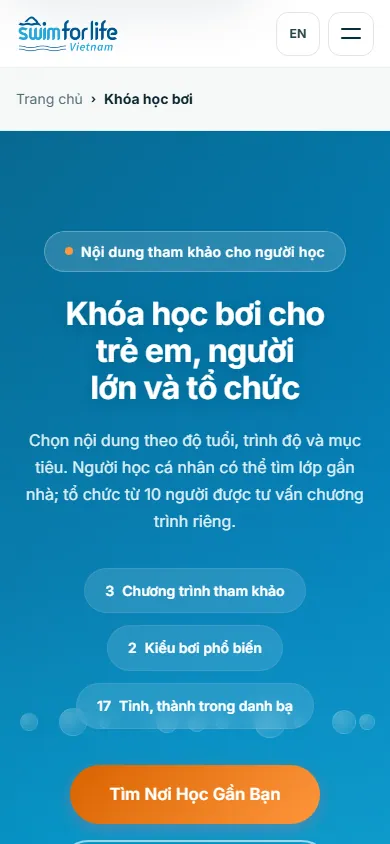 swimforlife
Vietnam
EN
Trang chủ › Khóa học bơi
Nội dung tham khảo cho người học
Khóa học bơi cho
trẻ em, người
lớn và tổ chức
Chọn nội dung theo độ tuổi, trình độ và mục
tiêu. Người học cá nhân có thể tìm lớp gần
nhà; tổ chức từ 10 người được tư vấn chương
trình riêng.
3 Chương trình tham khảo
2 Kiểu bơi phổ biến
17 Tỉnh, thành trong danh bạ
Tìm Nơi Học Gần Bạn